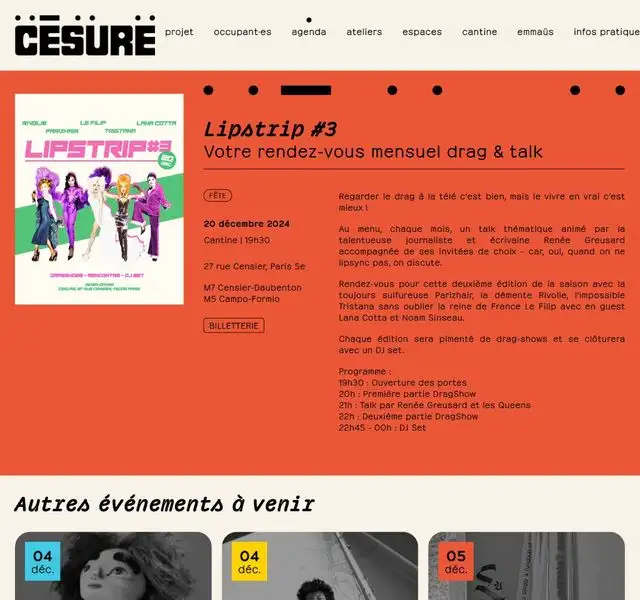 CÉSURE
projet occupant·es agenda ateliers espaces cantine emmaüs infos pratique
RIVOLIE LE FILIP LANA COTTA
PARIZHAIR TRISTANA
LIPSTRIP#3
20
DRAGSHOWS - RENCONTRE - DJ SET
Lipstrip #3
Votre rendez-vous mensuel drag & talk
FÊTE
20 décembre 2024
Cantine | 19h30
27 rue Censier, Paris 5e
M7 Censier-Daubenton
M5 Campo-Formio
BILLETTERIE
Regarder le drag à la télé c'est bien, mais le vivre en vrai c'est
mieux !
Au menu, chaque mois, un talk thématique animé par la
talentueuse journaliste et écrivaine Renée Greusard
accompagnée de ses invitées de choix - car, oui, quand on ne
lipsync pas, on discute.
Rendez-vous pour cette deuxième édition de la saison avec la
toujours sulfureuse Parizhair, la démente Rivolie, l'impossible
Tristana sans oublier la reine de France Le Filip avec en guest
Lana Cotta et Noam Sinseau.
Chaque édition sera pimenté de drag-shows et se clôturera
avec un DJ set.
Programme :
19h30 : Ouverture des portes
20h : Première partie DragShow
21h : Talk par Renée Greusard et les Queens
22h : Deuxième partie DragShow
22h45 - 00h : DJ Set
Autres événements à venir
04
déc.
04
déc.
05
déc.